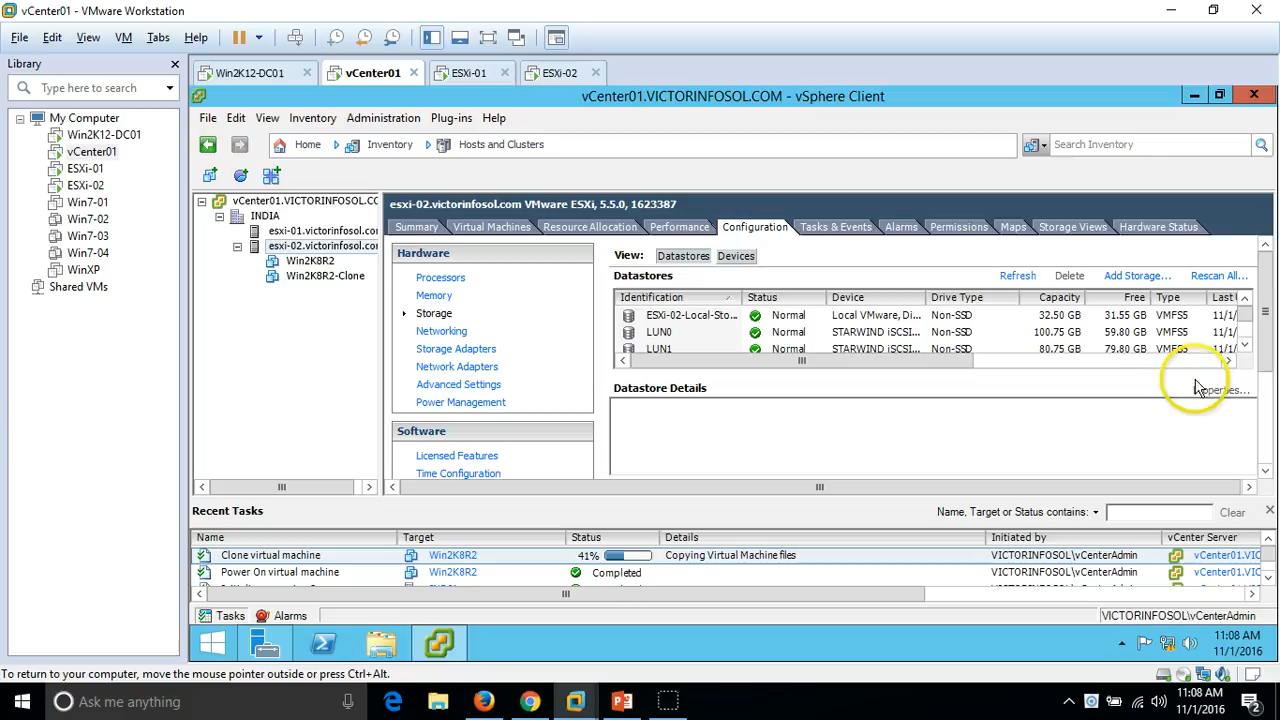 vCenter01 - VMware Workstation
File Edit View VM Tabs Help
Library
Type here to search
My Computer
Win2K12-DC01
vCenter01
ESXi-01
ESXi-02
Win7-01
Win7-02
Win7-03
Win7-04
WinXP
Shared VMs
Win2K12-DC01 vCenter01 ESXi-01 ESXi-02
vCenter01.VICTORINFOSOL.COM - vSphere Client
File Edit View Inventory Administration Plug-ins Help
Home Inventory Hosts and Clusters Search Inventory
vCenter01.VICTORINFOSOL.CO
INDIA
esxi-01.victorinfosol.com
esxi-02.victorinfosol.com
Win2K8R2
Win2K8R2-Clone
esxi-02.victorinfosol.com VMware ESXi, 5.5.0, 1623387
Summary Virtual Machines Resource Allocation Performance Configuration Tasks & Events Alarms Permissions Maps Storage Views Hardware Status
Hardware
Processors
Memory
Storage
Networking
Storage Adapters
Network Adapters
Advanced Settings
Power Management
Software
Licensed Features
Time Configuration
View: Datastores Devices
Datastores Refresh Delete Add Storage... Rescan All...
Identification Status Device Drive Type Capacity Free Type Last
ESXi-02-Local-Sto... Normal Local VMware, Di... Non-SSD 32.50 GB 31.55 GB VMFS5 11/1/
LUN0 Normal STARWIND iSCSI... Non-SSD 100.75 GB 59.80 GB VMFS5 11/1/
LUN1 Normal STARWIND iSCSI... Non-SSD 80.75 GB 79.80 GB VMFS5 11/1/
Datastore Details operties...
Recent Tasks Name, Target or Status contains: Clear
Name Target Status Details Initiated by vCenter Server
Clone virtual machine Win2K8R2 41% Copying Virtual Machine files VICTORINFOSOL\vCenterAdmin vCenter01.VIC
Power On virtual machine Win2K8R2 Completed VICTORINFOSOL\vCenterAdmin vCenter01.VIC
Tasks Alarms VICTORINFOSOL\vCenterAdmin
11:08 AM
11/1/2016
To return to your computer, move the mouse pointer outside or press Ctrl+Alt.
Ask me anything
11:08 AM
11/1/2016
2